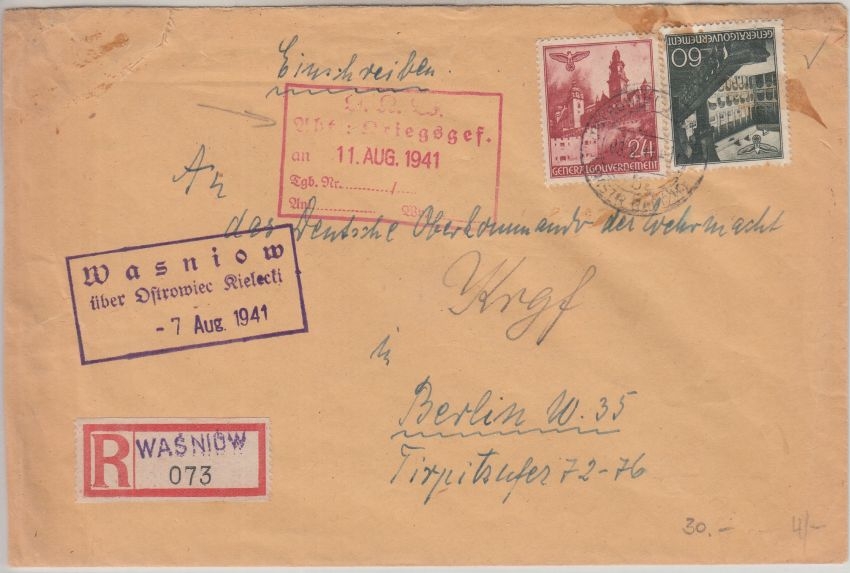 Einschreiben.
O.K.W.
Abt: Kriegsgef.
an 11. AUG. 1941
Tgb. Nr. /
An
24
GENERALGOUVERNEMENT
60
GENERALGOUVERNEMENT
An
das Deutsche Oberkommando der Wehrmacht
Wasniow
über Ostrowiec Kielecki
- 7 Aug. 1941
Krgf
in
Berlin W. 35
Tirpitzufer 72-76
R WAŚNIÓW
073
30.- 4/-